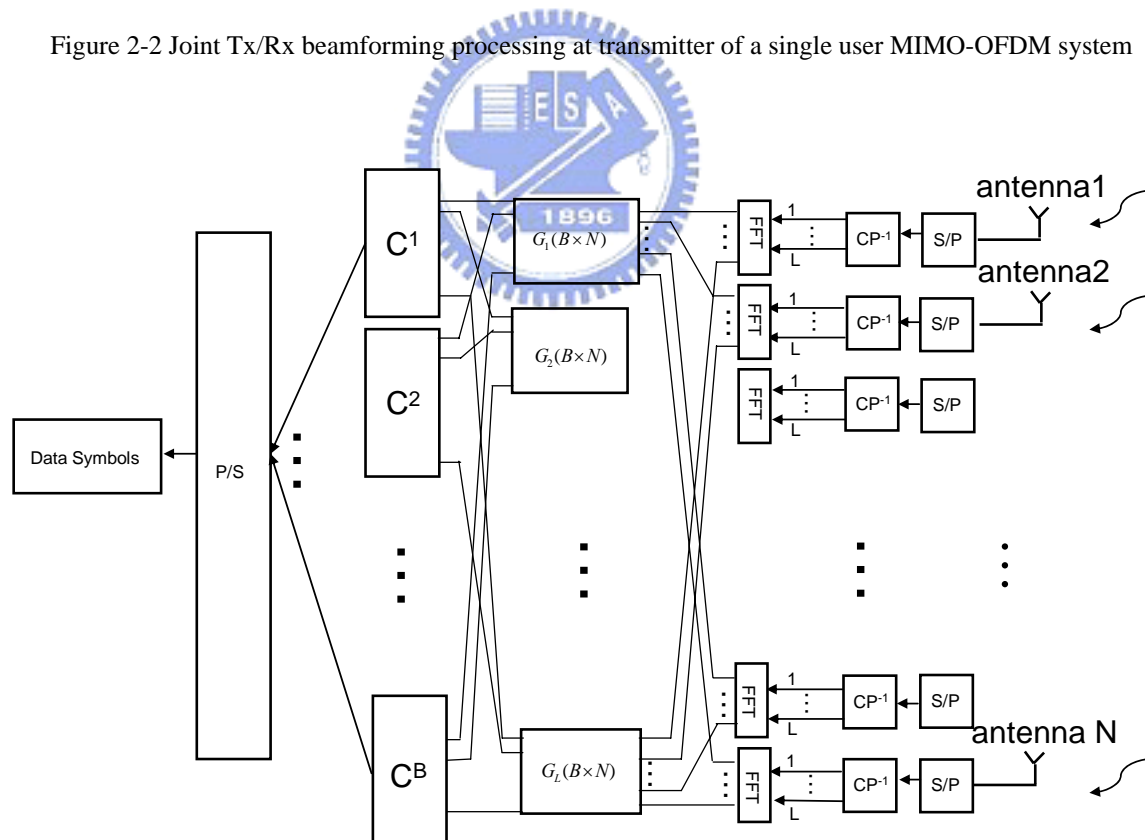 Figure 2-2 Joint Tx/Rx beamforming processing at transmitter of a single user MIMO-OFDM system
E S A
1896
antenna1
C¹
G₁(B×N)
FFT
1
L
CP⁻¹
S/P
antenna2
FFT
1
L
CP⁻¹
S/P
C²
G₂(B×N)
FFT
1
L
CP⁻¹
S/P
Data Symbols
P/S
FFT
1
L
CP⁻¹
S/P
antenna N
Cᴮ
G_L(B×N)
FFT
1
L
CP⁻¹
S/P